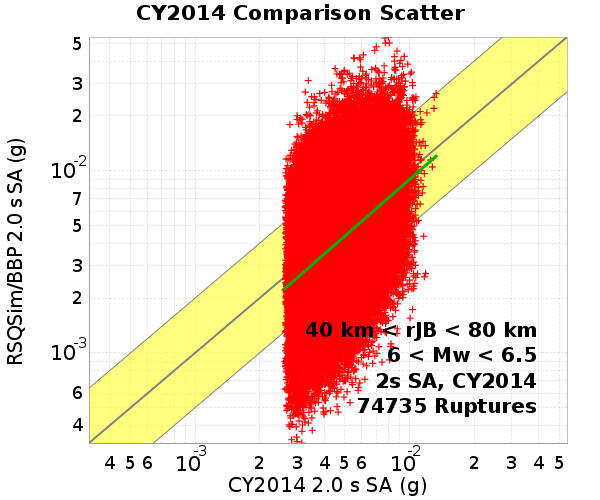 CY2014 Comparison Scatter
RSQSim/BBP 2.0 s SA (g)
5
3
2
10-2
7
5
3
2
10-3
6
4
40 km < rJB < 80 km
6 < Mw < 6.5
2s SA, CY2014
74735 Ruptures
4 5 6 10-3 2 3 4 5 6 10-2 2 3 4 5
CY2014 2.0 s SA (g)